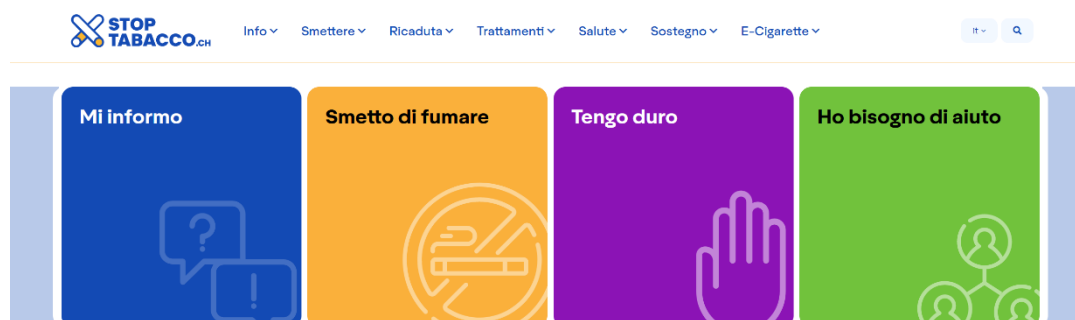 STOP
TABACCO.CH
Info Smettere Ricaduta Trattamenti Salute Sostegno E-Cigarette It
Mi informo Smetto di fumare Tengo duro Ho bisogno di aiuto
? !